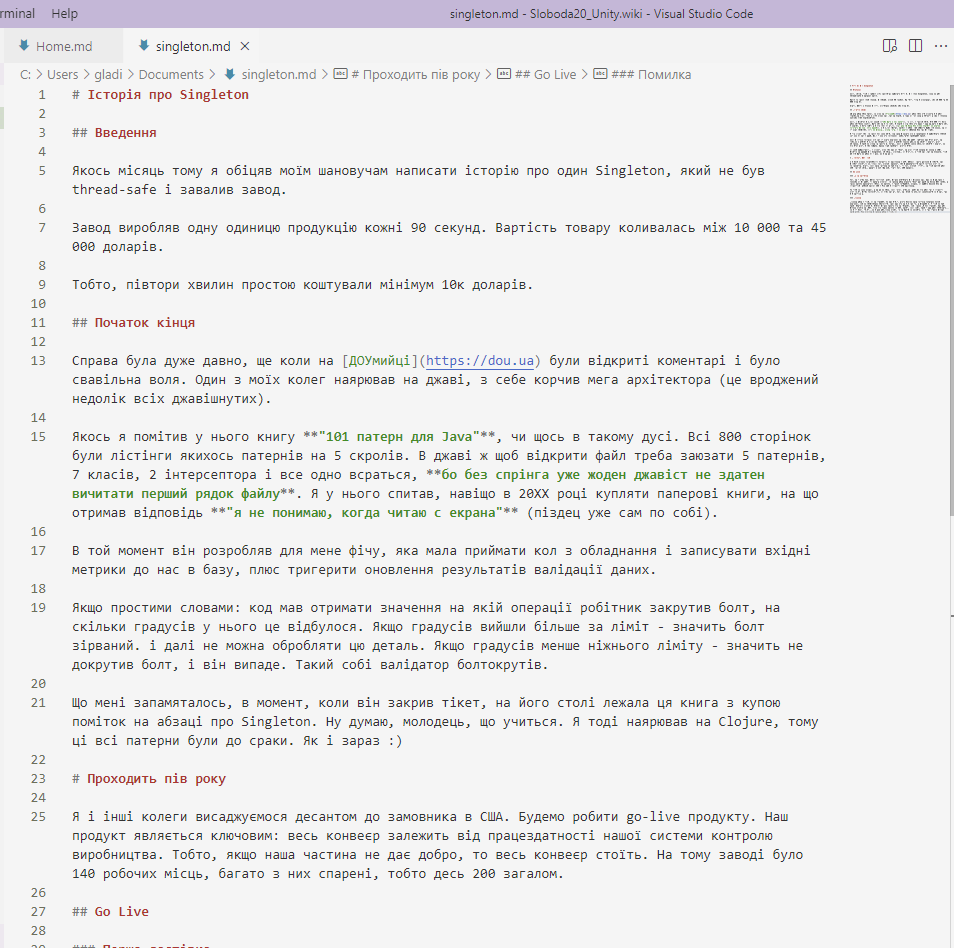 rminal Help singleton.md - Sloboda20_Unity.wiki - Visual Studio Code
Home.md singleton.md
C: > Users > gladi > Documents > singleton.md > # Проходить пів року > ## Go Live > ### Помилка
1 # Історія про Singleton
2
3 ## Введення
4
5 Якось місяць тому я обіцяв моїм шановучам написати історію про один Singleton, який не був
thread-safe і завалив завод.
6
7 Завод виробляв одну одиницю продукцію кожні 90 секунд. Вартість товару коливалась між 10 000 та 45
000 доларів.
8
9 Тобто, півтори хвилин простою коштували мінімум 10к доларів.
10
11 ## Початок кінця
12
13 Справа була дуже давно, ще коли на [ДОУмийці](https://dou.ua) були відкриті коментарі і було
свавільна воля. Один з моїх колег наярював на джаві, з себе корчив мега архітектора (це вроджений
недолік всіх джавішнутих).
14
15 Якось я помітив у нього книгу **"101 патерн для Java"**, чи щось в такому дусі. Всі 800 сторінок
були лістінги якихось патернів на 5 скролів. В джаві ж щоб відкрити файл треба заюзати 5 патернів,
7 класів, 2 інтерсептора і все одно всраться, **бо без спрінга уже жоден джавіст не здатен
вичитати перший рядок файлу**. Я у нього спитав, навіщо в 20XX році купляти паперові книги, на що
отримав відповідь **"я не понимаю, когда читаю с екрана"** (піздец уже сам по собі).
16
17 В той момент він розробляв для мене фічу, яка мала приймати кол з обладнання і записувати вхідні
метрики до нас в базу, плюс тригерити оновлення результатів валідації даних.
18
19 Якщо простими словами: код мав отримати значення на якій операції робітник закрутив болт, на
скільки градусів у нього це відбулося. Якщо градусів вийшли більше за ліміт - значить болт
зірваний. і далі не можна обробляти цю деталь. Якщо градусів менше ніжнього ліміту - значить не
докрутив болт, і він випаде. Такий собі валідатор болтокрутів.
20
21 Що мені запамяталось, в момент, коли він закрив тікет, на його столі лежала ця книга з купою
поміток на абзаці про Singleton. Ну думаю, молодець, що учиться. Я тоді наярював на Clojure, тому
ці всі патерни були до сраки. Як і зараз :)
22
23 # Проходить пів року
24
25 Я і інші колеги висаджуємося десантом до замовника в США. Будемо робити go-live продукту. Наш
продукт являється ключовим: весь конвеєр залежить від працездатності нашої системи контролю
виробництва. Тобто, якщо наша частина не дає добро, то весь конвеєр стоїть. На тому заводі було
140 робочих місць, багато з них спарені, тобто десь 200 загалом.
26
27 ## Go Live
28